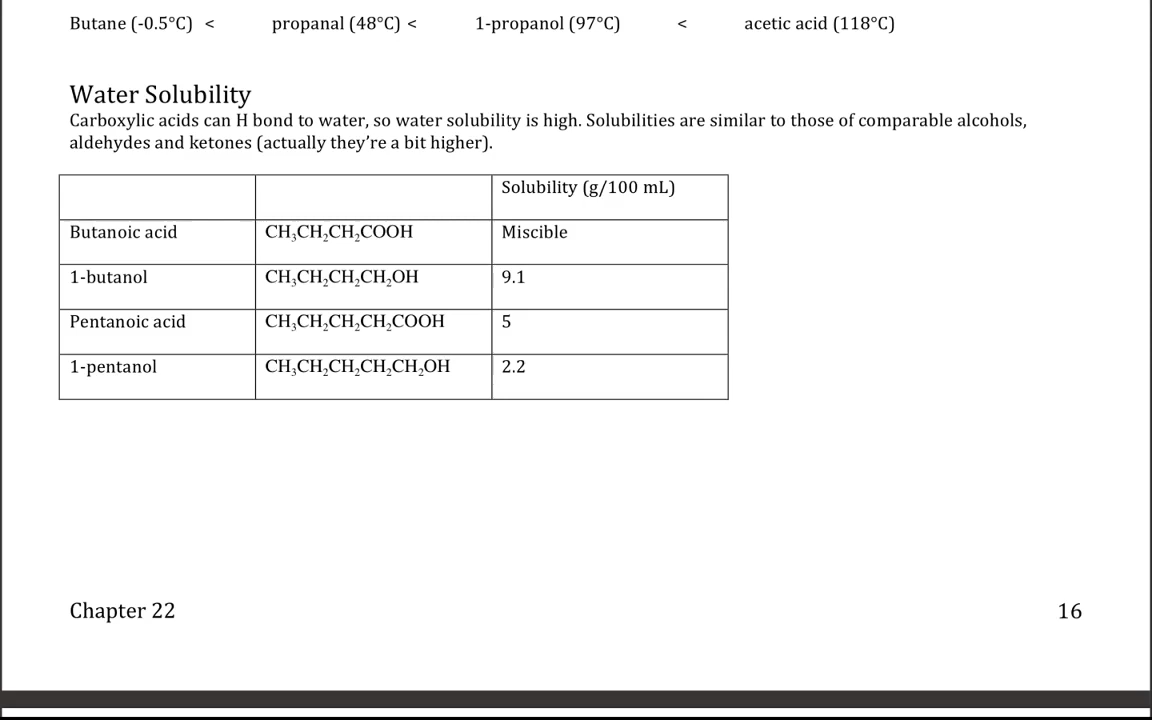 Butane (-0.5°C) < propanal (48°C) < 1-propanol (97°C) < acetic acid (118°C)
Water Solubility
Carboxylic acids can H bond to water, so water solubility is high. Solubilities are similar to those of comparable alcohols,
aldehydes and ketones (actually they’re a bit higher).
Solubility (g/100 mL)
Butanoic acid CH₃CH₂CH₂COOH Miscible
1-butanol CH₃CH₂CH₂CH₂OH 9.1
Pentanoic acid CH₃CH₂CH₂CH₂COOH 5
1-pentanol CH₃CH₂CH₂CH₂CH₂OH 2.2
Chapter 22 16